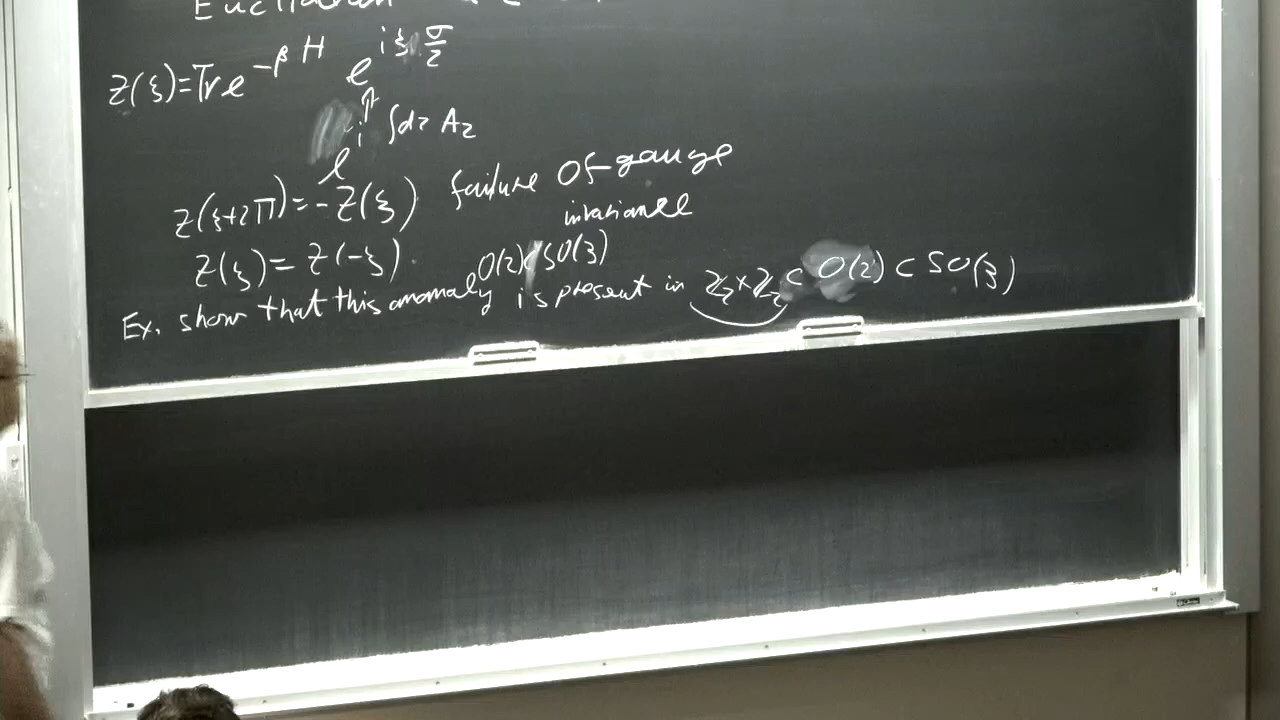 Euclidean
Z(ξ)=Tr e^{-βH} e^{iξ σ/2}
↑
e^{i∫dτ A_τ}
Z(ξ+2π)=-Z(ξ) failure of gauge
invariance
Z(ξ)=Z(-ξ). O(2)⊂SO(3)
Ex. show that this anomaly is present in ℤ₂×ℤ₂⊂O(2)⊂SO(3)